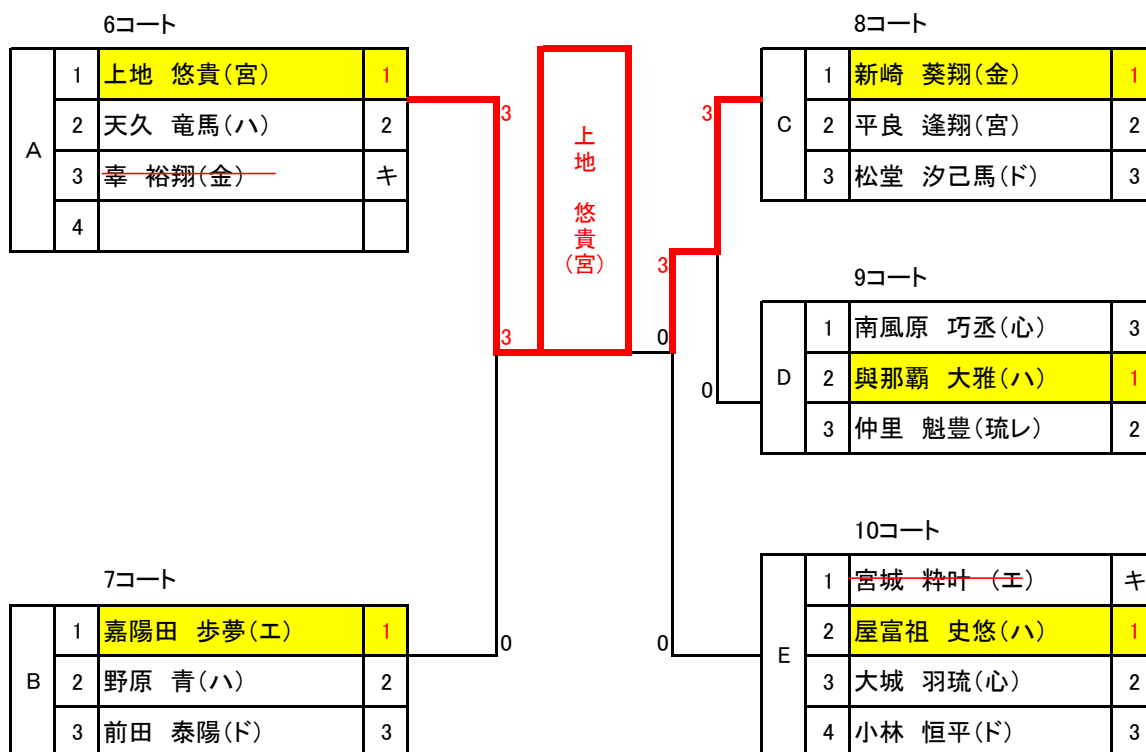 6コート
A
1 上地 悠貴(宮) 1
2 天久 竜馬(ハ) 2
3 辜 裕翔(金) キ
4
7コート
B
1 嘉陽田 歩夢(エ) 1
2 野原 青(ハ) 2
3 前田 泰陽(ド) 3
3
3
0
上地 悠貴(宮)
3
3
0
0
0
8コート
C
1 新崎 葵翔(金) 1
2 平良 逢翔(宮) 2
3 松堂 汐己馬(ド) 3
9コート
D
1 南風原 巧丞(心) 3
2 與那覇 大雅(ハ) 1
3 仲里 魁豊(琉レ) 2
10コート
E
1 宮城 粋叶 (エ) キ
2 屋富祖 史悠(ハ) 1
3 大城 羽琉(心) 2
4 小林 恒平(ド) 3